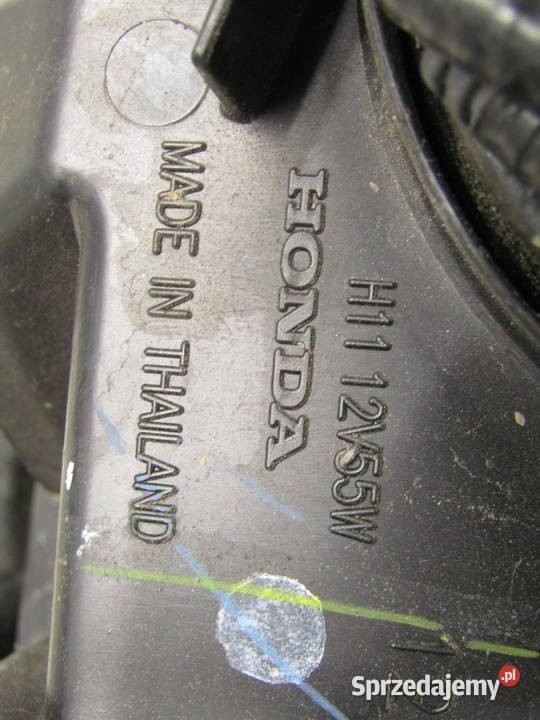 H11 12V55W
HONDA
MADE IN THAILAND
Sprzedajemy.pl